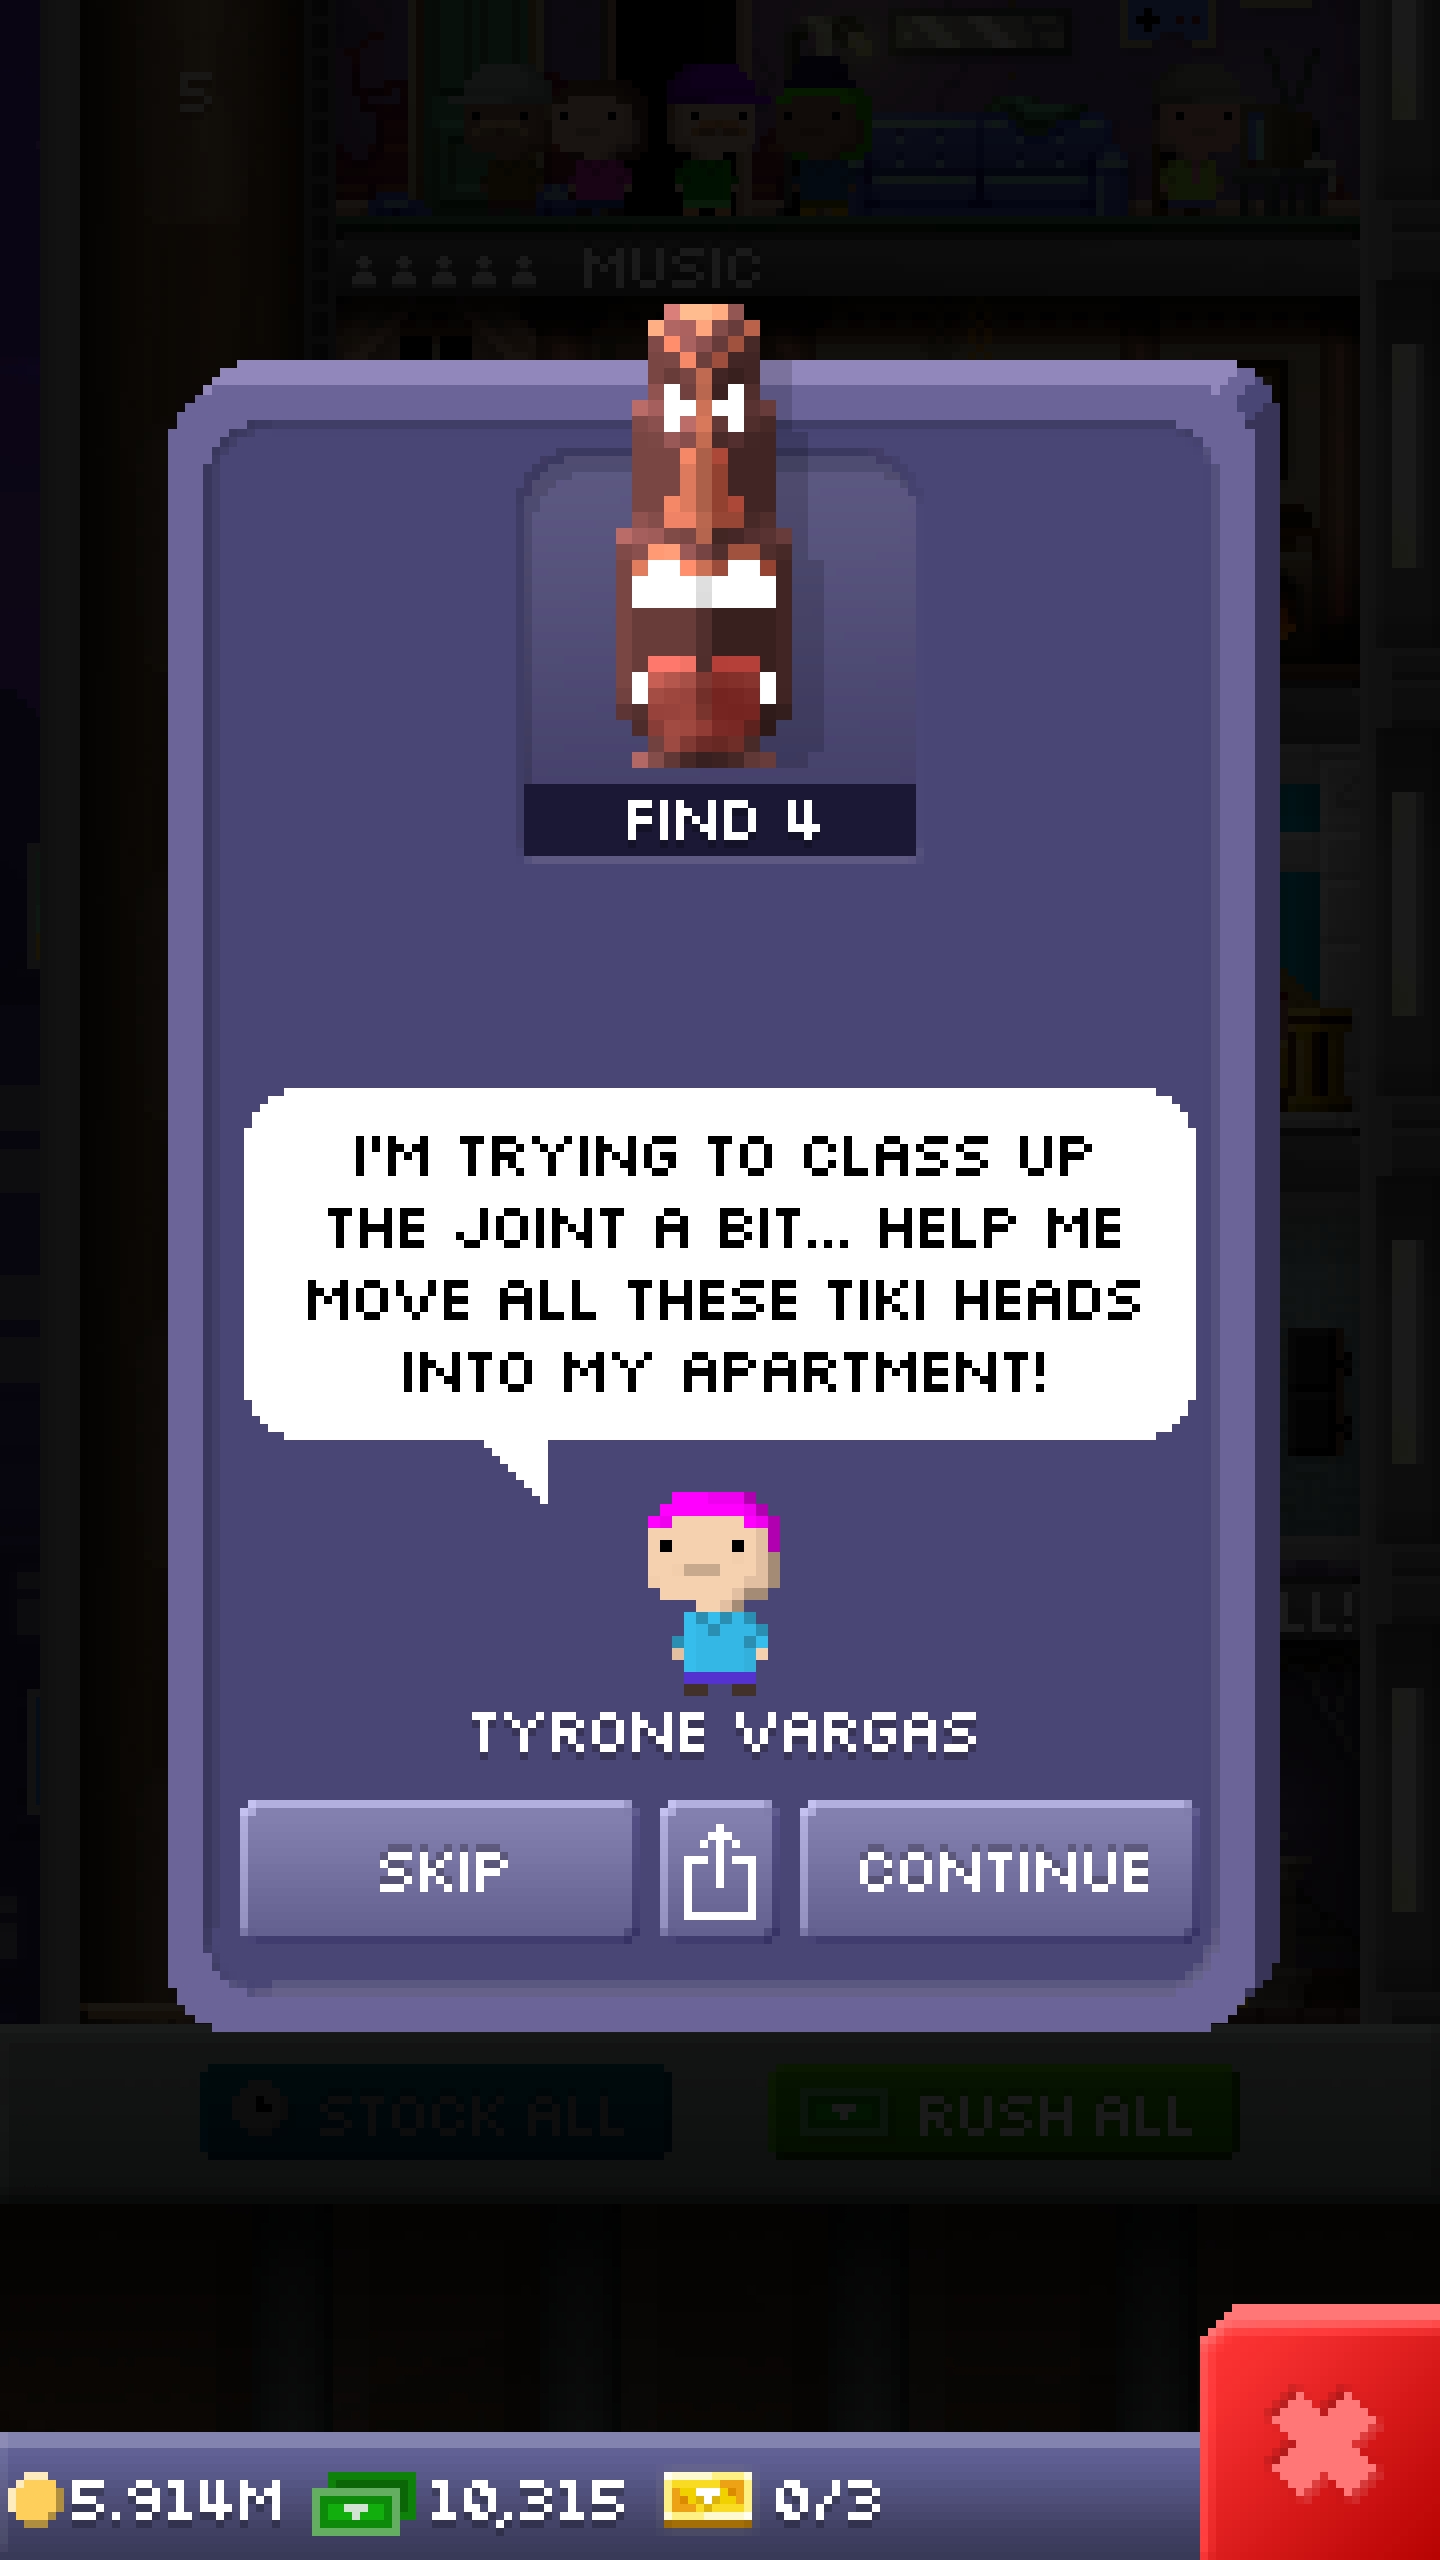 5
MUSIC
FIND 4
I'M TRYING TO CLASS UP
THE JOINT A BIT... HELP ME
MOVE ALL THESE TIKI HEADS
INTO MY APARTMENT!
LL!
TYRONE VARGAS
SKIP
CONTINUE
STOCK ALL
RUSH ALL
5.914M
10,315
0/3